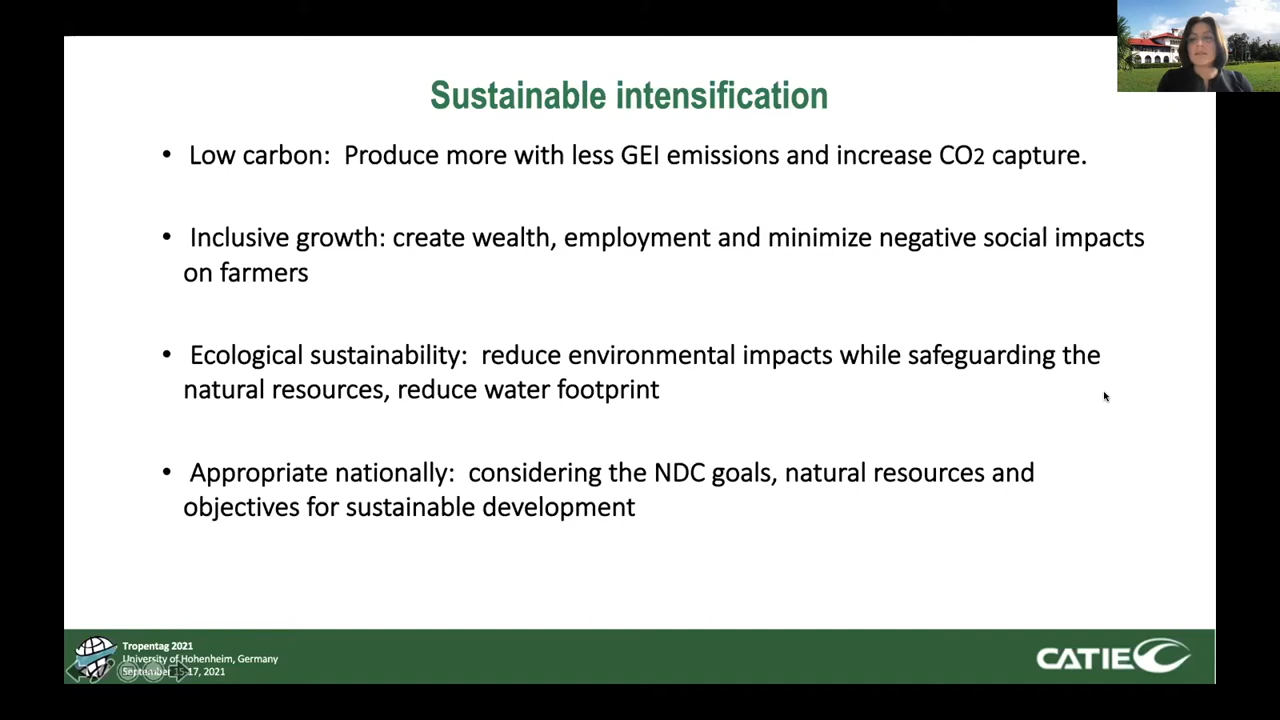 Sustainable intensification
• Low carbon: Produce more with less GEI emissions and increase CO2 capture.
• Inclusive growth: create wealth, employment and minimize negative social impacts
on farmers
• Ecological sustainability: reduce environmental impacts while safeguarding the
natural resources, reduce water footprint
• Appropriate nationally: considering the NDC goals, natural resources and
objectives for sustainable development
Tropentag 2021
University of Hohenheim, Germany
September 15-17, 2021
CATIE